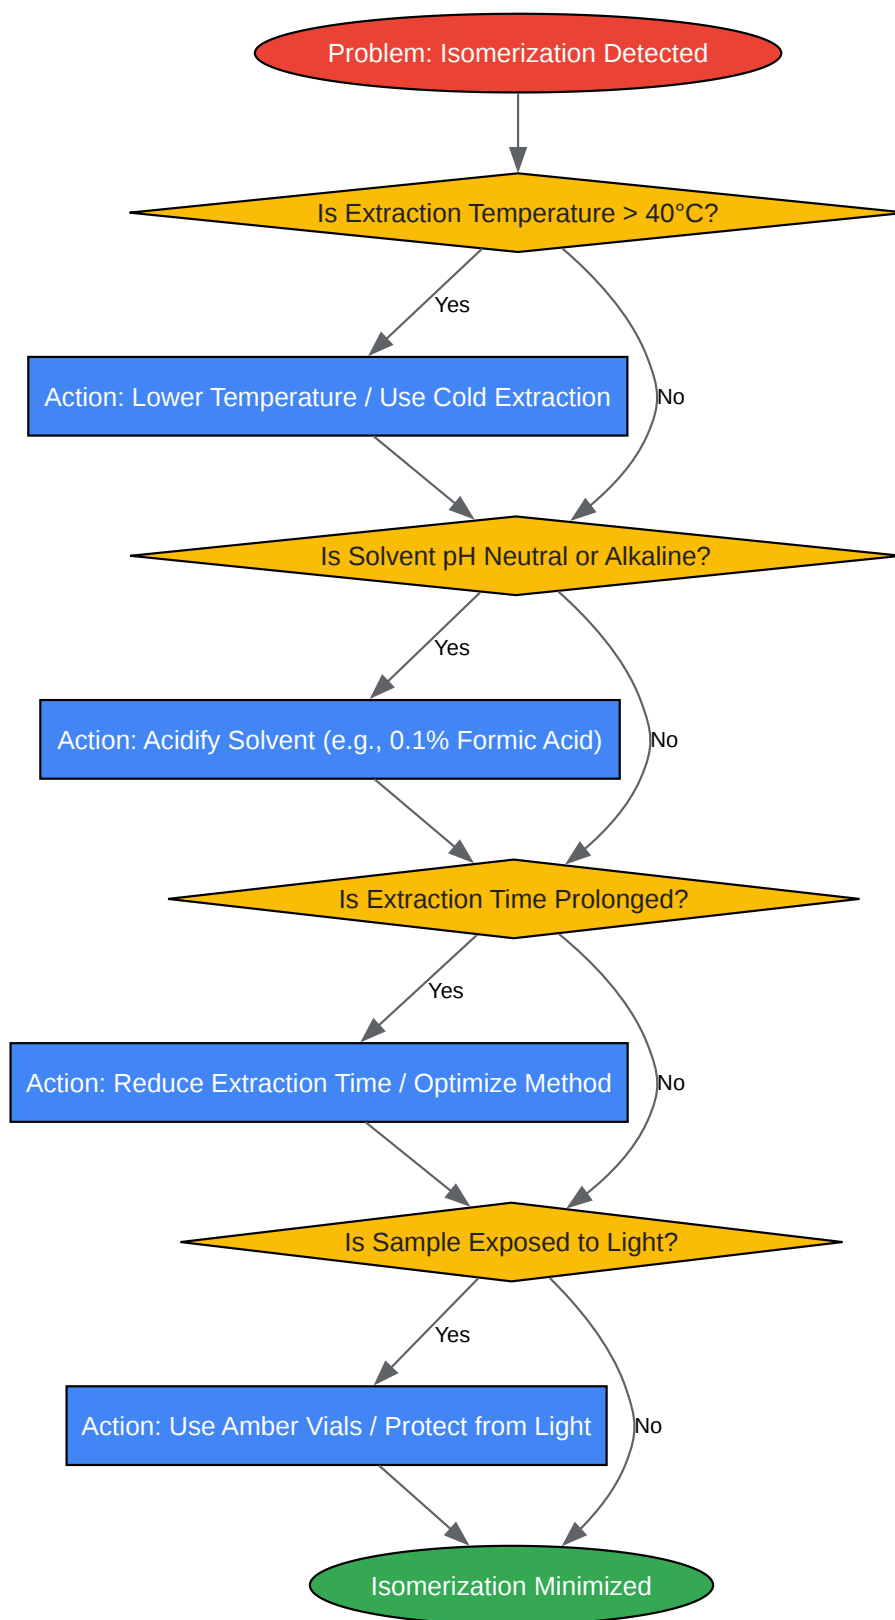 Problem: Isomerization Detected
Is Extraction Temperature > 40°C?
Yes
Action: Lower Temperature / Use Cold Extraction
No
Is Solvent pH Neutral or Alkaline?
Yes
Action: Acidify Solvent (e.g., 0.1% Formic Acid)
No
Is Extraction Time Prolonged?
Yes
Action: Reduce Extraction Time / Optimize Method
No
Is Sample Exposed to Light?
Yes
Action: Use Amber Vials / Protect from Light
No
Isomerization Minimized